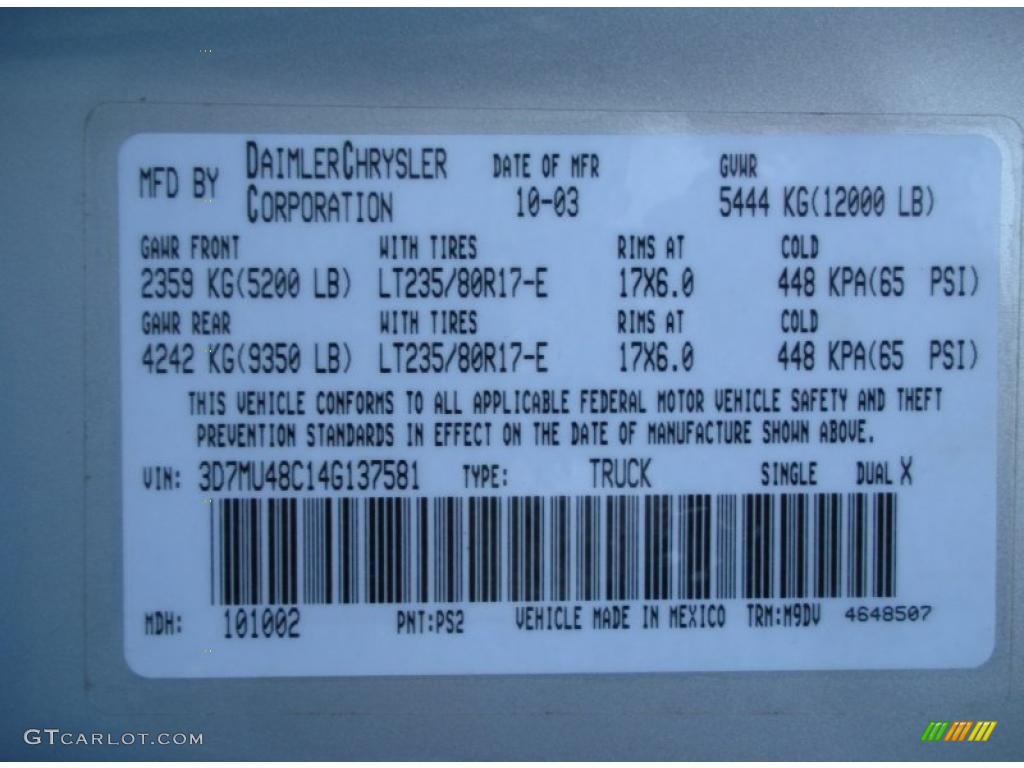 MFD BY DAIMLERCHRYSLER CORPORATION DATE OF MFR 10-03 GVWR 5444 KG(12000 LB)
GAWR FRONT WITH TIRES RIMS AT COLD
2359 KG(5200 LB) LT235/80R17-E 17X6.0 448 KPA(65 PSI)
GAWR REAR WITH TIRES RIMS AT COLD
4242 KG(9350 LB) LT235/80R17-E 17X6.0 448 KPA(65 PSI)
THIS VEHICLE CONFORMS TO ALL APPLICABLE FEDERAL MOTOR VEHICLE SAFETY AND THEFT
PREVENTION STANDARDS IN EFFECT ON THE DATE OF MANUFACTURE SHOWN ABOVE.
VIN: 3D7MU48C14G137581 TYPE: TRUCK SINGLE DUAL X
MDH: 101002 PNT:PS2 VEHICLE MADE IN MEXICO TRM:M9DV 4648507
GTCARLOT.COM